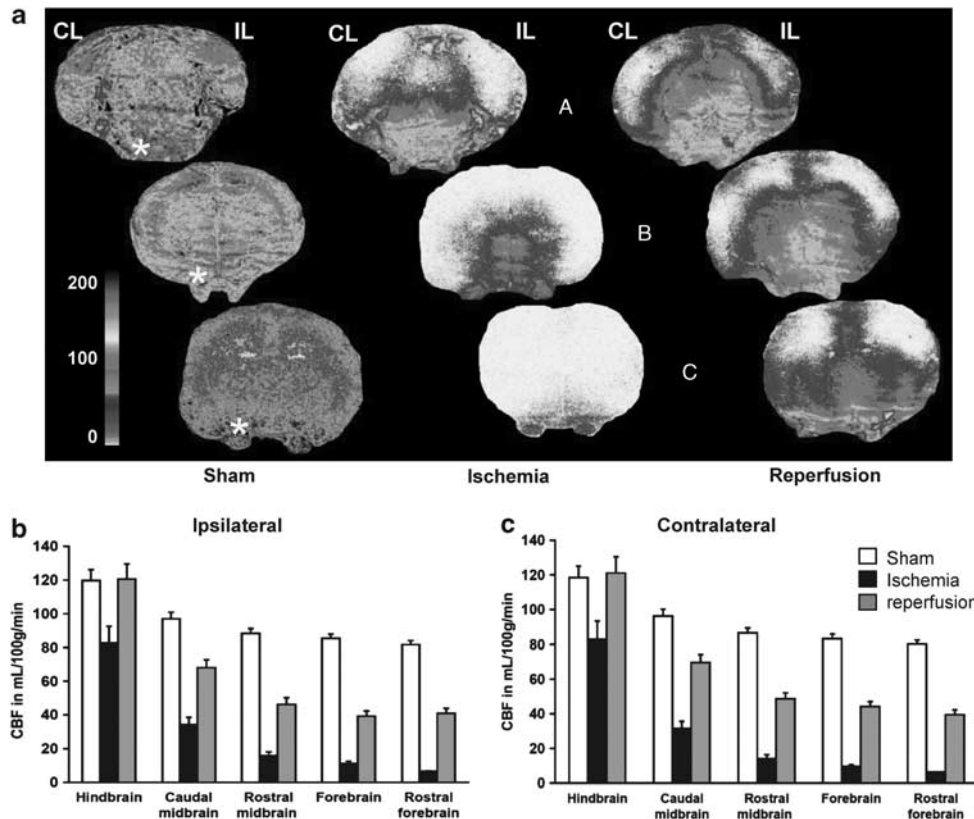 a
CL IL CL IL CL IL
A
*
B
*
200
100
0
C
*
Sham Ischemia Reperfusion
b Ipsilateral
CBF in mL/100g/min
140
120
100
80
60
40
20
0
Hindbrain Caudal midbrain Rostral midbrain Forebrain Rostral forebrain
c Contralateral
CBF in mL/100g/min
140
120
100
80
60
40
20
0
Hindbrain Caudal midbrain Rostral midbrain Forebrain Rostral forebrain
Sham
Ischemia
reperfusion